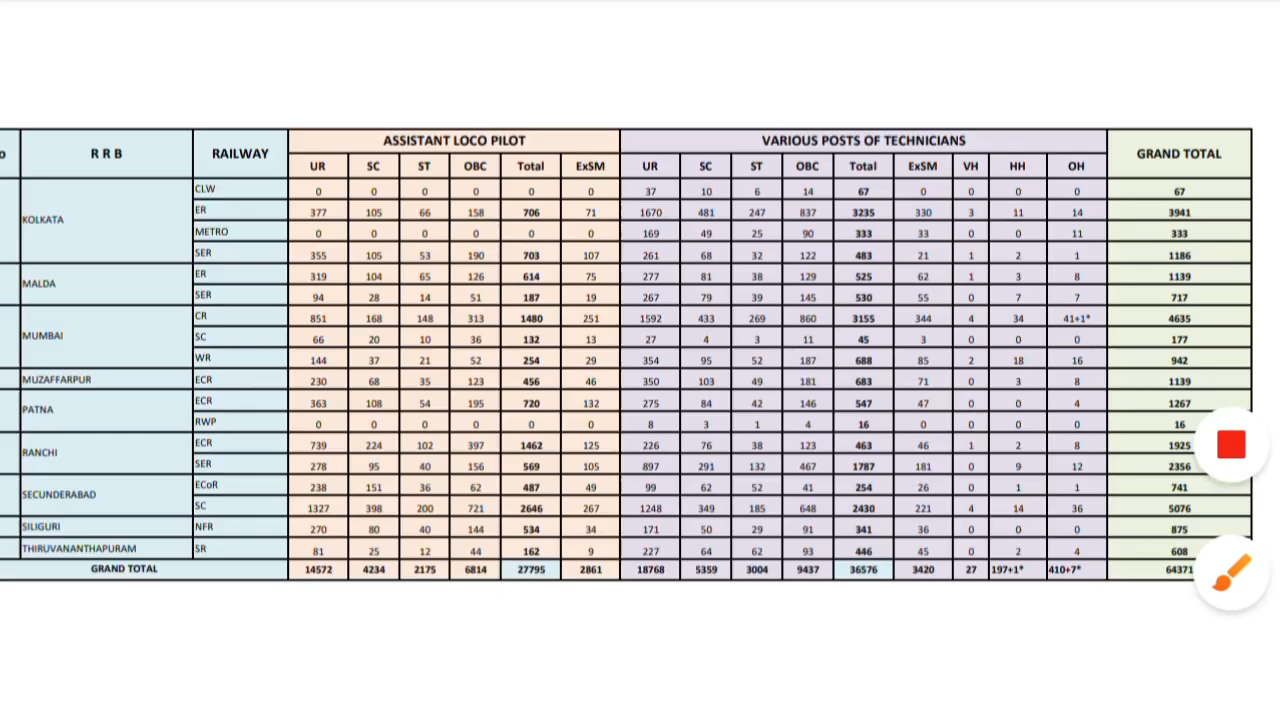 o R R B RAILWAY ASSISTANT LOCO PILOT VARIOUS POSTS OF TECHNICIANS GRAND TOTAL
UR SC ST OBC Total ExSM UR SC ST OBC Total ExSM VH HH OH
KOLKATA CLW 0 0 0 0 0 0 37 10 6 14 67 0 0 0 0 67
ER 377 105 66 158 706 71 1670 481 247 837 3235 330 3 11 14 3941
METRO 0 0 0 0 0 0 169 49 25 90 333 33 0 0 11 333
SER 355 105 53 190 703 107 261 68 32 122 483 21 1 2 1 1186
MALDA ER 319 104 65 126 614 75 277 81 38 129 525 62 1 3 8 1139
SER 94 28 14 51 187 19 267 79 39 145 530 55 0 7 7 717
MUMBAI CR 851 168 148 313 1480 251 1592 433 269 860 3155 344 4 34 41+1* 4635
SC 66 20 10 36 132 13 27 4 3 11 45 3 0 0 0 177
WR 144 37 21 52 254 29 354 95 52 187 688 85 2 18 16 942
MUZAFFARPUR ECR 230 68 35 123 456 46 350 103 49 181 683 71 0 3 8 1139
PATNA ECR 363 108 54 195 720 132 275 84 42 146 547 47 0 0 4 1267
RWP 0 0 0 0 0 0 8 3 1 4 16 0 0 0 0 16
RANCHI ECR 739 224 102 397 1462 125 226 76 38 123 463 46 1 2 8 1925
SER 278 95 40 156 569 105 897 291 132 467 1787 181 0 9 12 2356
SECUNDERABAD ECoR 238 151 36 62 487 49 99 62 52 41 254 26 0 1 1 741
SC 1327 398 200 721 2646 267 1248 349 185 648 2430 221 4 14 36 5076
SILIGURI NFR 270 80 40 144 534 34 171 50 29 91 341 36 0 0 0 875
THIRUVANANTHAPURAM SR 81 25 12 44 162 9 227 64 62 93 446 45 0 2 4 608
GRAND TOTAL 14572 4234 2175 6814 27795 2861 18768 5359 3004 9437 36576 3420 27 197+1* 410+7* 64371